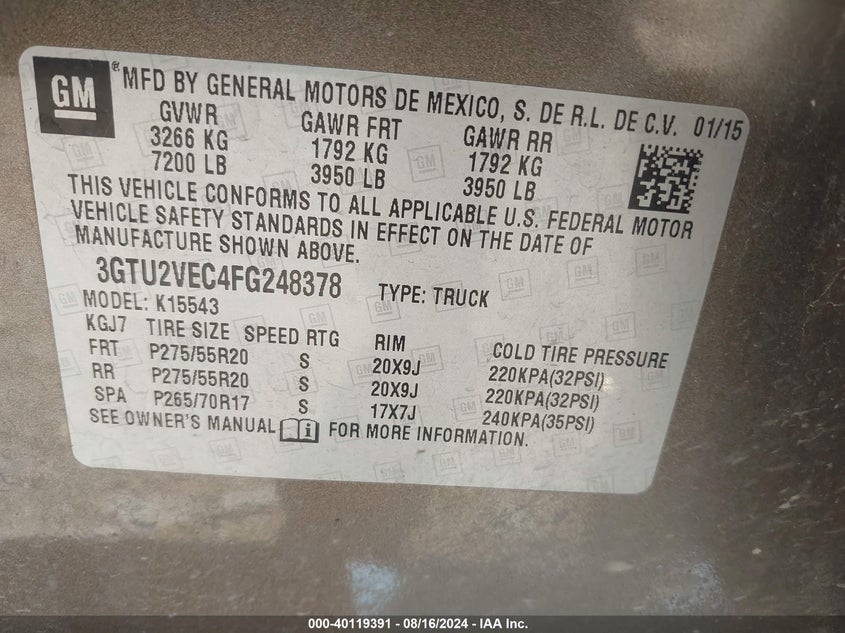 GM ® MFD BY GENERAL MOTORS DE MEXICO, S. DE R.L. DE C.V. 01/15
GVWR GAWR FRT GAWR RR
3266 KG 1792 KG 1792 KG
7200 LB 3950 LB 3950 LB
THIS VEHICLE CONFORMS TO ALL APPLICABLE U.S. FEDERAL MOTOR
VEHICLE SAFETY STANDARDS IN EFFECT ON THE DATE OF
MANUFACTURE SHOWN ABOVE.
3GTU2VEC4FG248378 TYPE: TRUCK
MODEL: K15543
KGJ7 TIRE SIZE SPEED RTG RIM COLD TIRE PRESSURE
FRT P275/55R20 S 20X9J 220KPA(32PSI)
RR P275/55R20 S 20X9J 220KPA(32PSI)
SPA P265/70R17 S 17X7J 240KPA(35PSI)
SEE OWNER'S MANUAL FOR MORE INFORMATION.
000-40119391 - 08/16/2024 - IAA Inc.